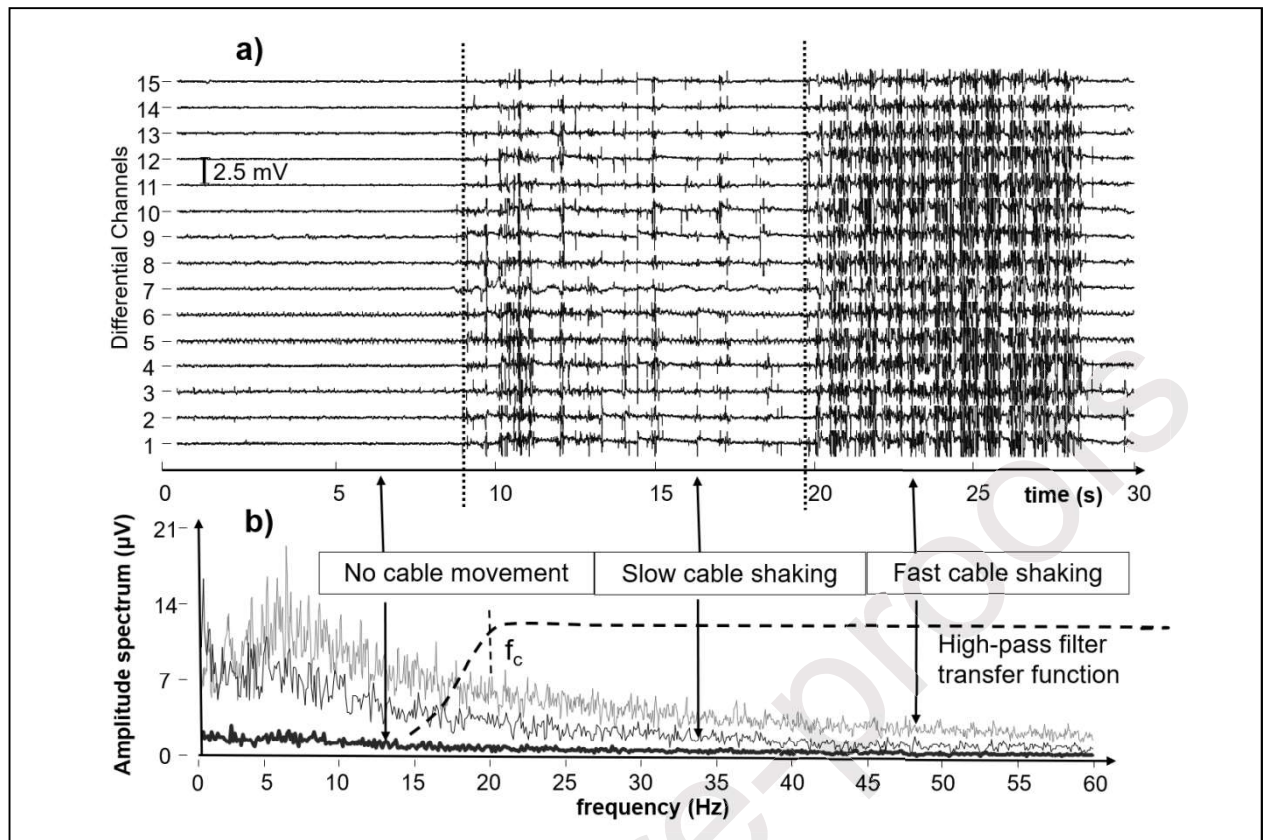 a)
Differential Channels
15
14
13
12
11
10
9
8
7
6
5
4
3
2
1
2.5 mV
0 5 10 15 20 25 time (s) 30
b)
Amplitude spectrum (µV)
21
14
7
0
No cable movement
Slow cable shaking
Fast cable shaking
fc
High-pass filter
transfer function
0 5 10 15 20 25 30 35 40 45 50 55 60
frequency (Hz)
re-proofs